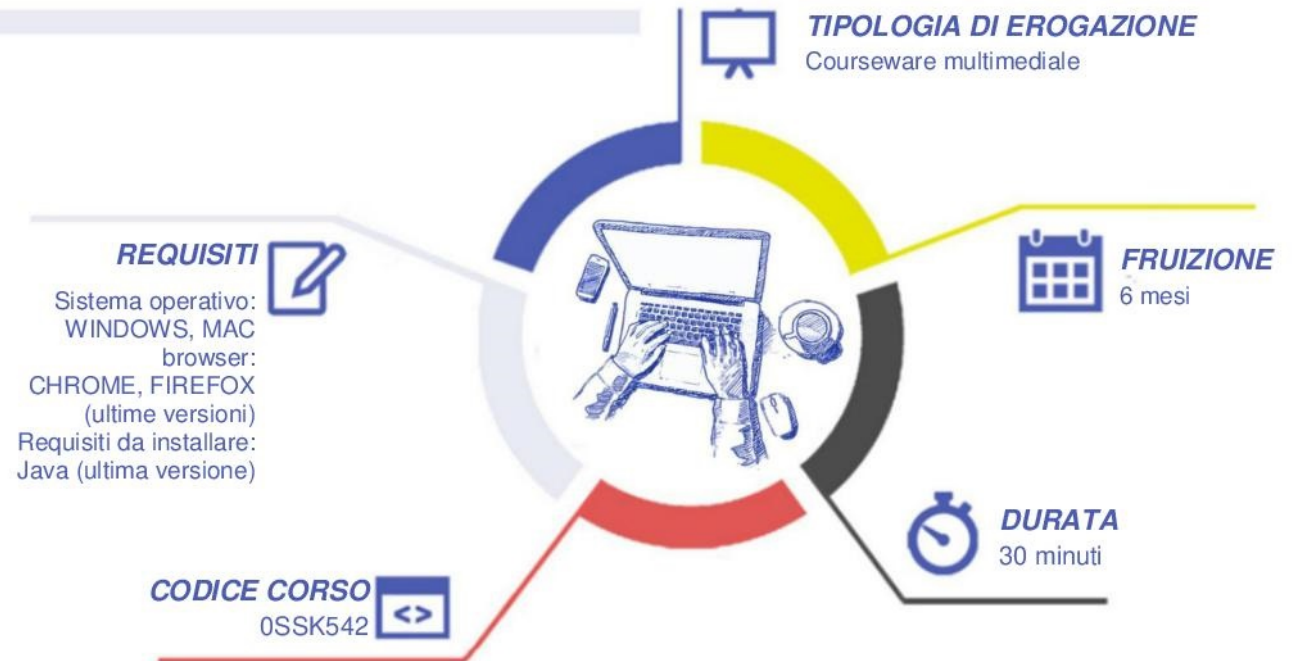 TIPOLOGIA DI EROGAZIONE
Courseware multimediale
REQUISITI
Sistema operativo:
WINDOWS, MAC
browser:
CHROME, FIREFOX
(ultime versioni)
Requisiti da installare:
Java (ultima versione)
FRUIZIONE
6 mesi
DURATA
30 minuti
CODICE CORSO
0SSK542